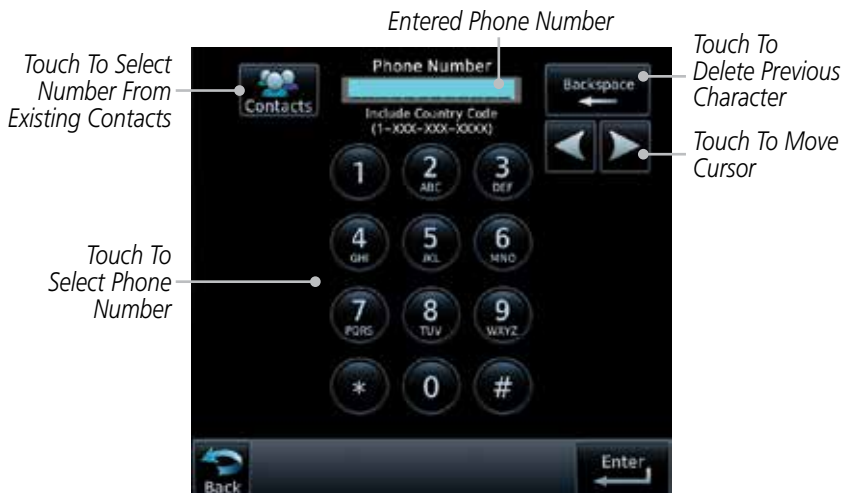 Entered Phone Number
Touch To Select
Number From
Existing Contacts
Touch To
Delete Previous
Character
Touch To Move
Cursor
Touch To
Select Phone
Number
Contacts
Phone Number
Backspace
Include Country Code
(1-XXX-XXX-XXXX)
1
2
ABC
3
DEF
4
GHI
5
JKL
6
MNO
7
PQRS
8
TUV
9
WXYZ
*
0
#
Back
Enter